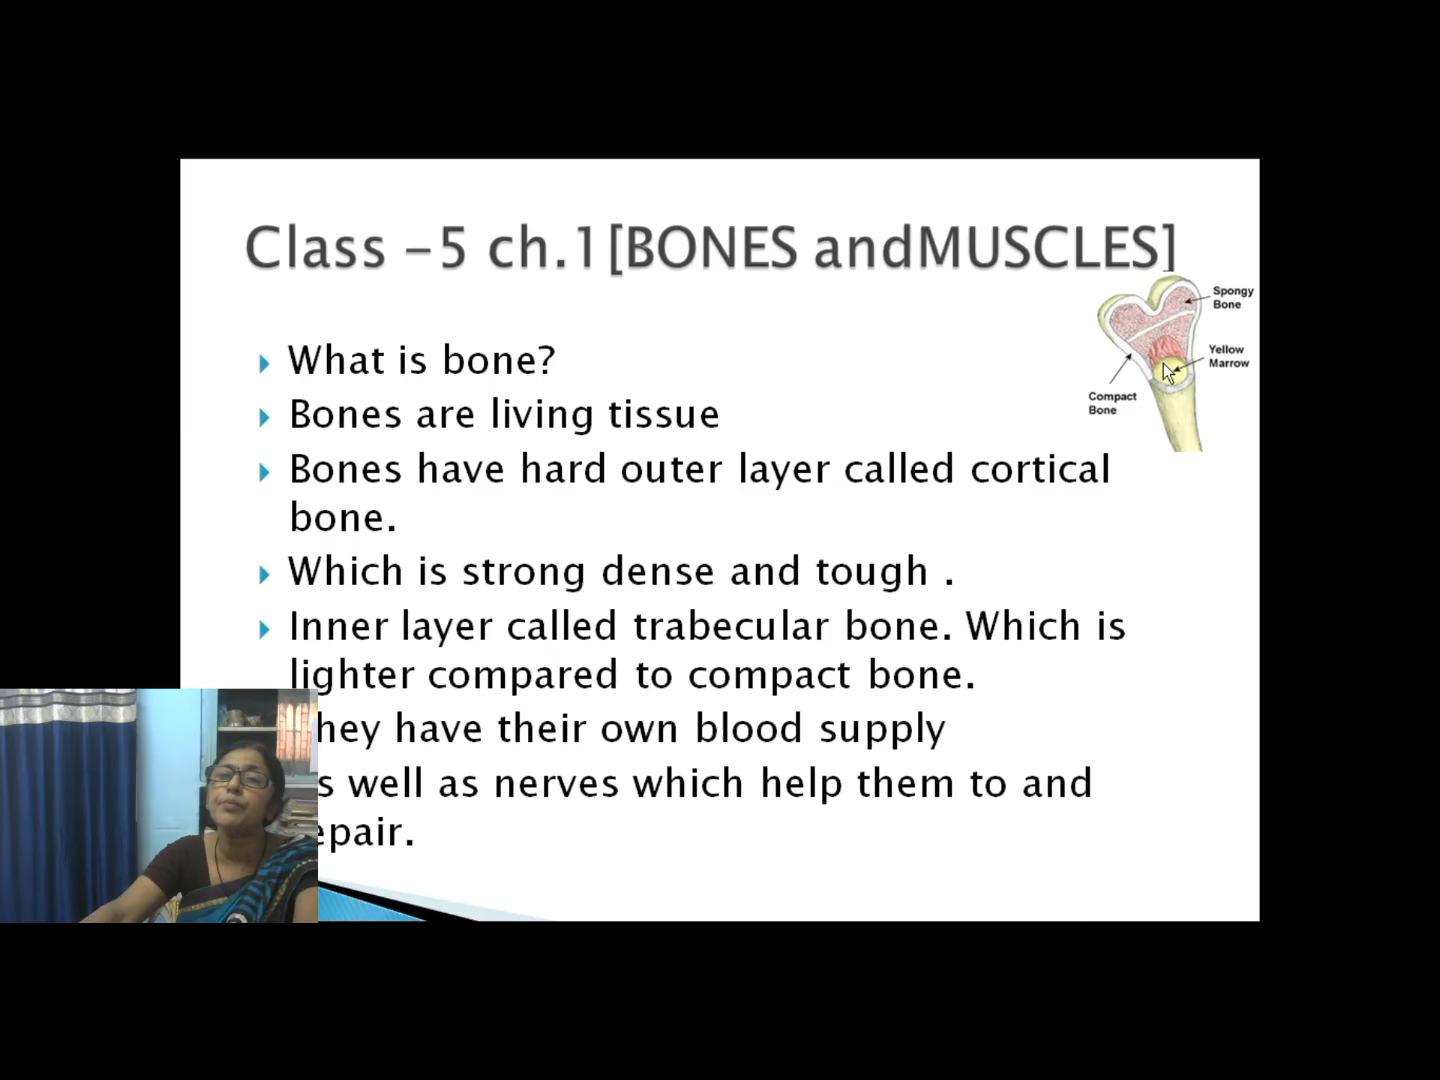 Class -5 ch.1[BONES andMUSCLES]
Spongy
Bone
Yellow
Marrow
Compact
Bone
What is bone?
Bones are living tissue
Bones have hard outer layer called cortical
bone.
Which is strong dense and tough .
Inner layer called trabecular bone. Which is
lighter compared to compact bone.
hey have their own blood supply
s well as nerves which help them to and
epair.